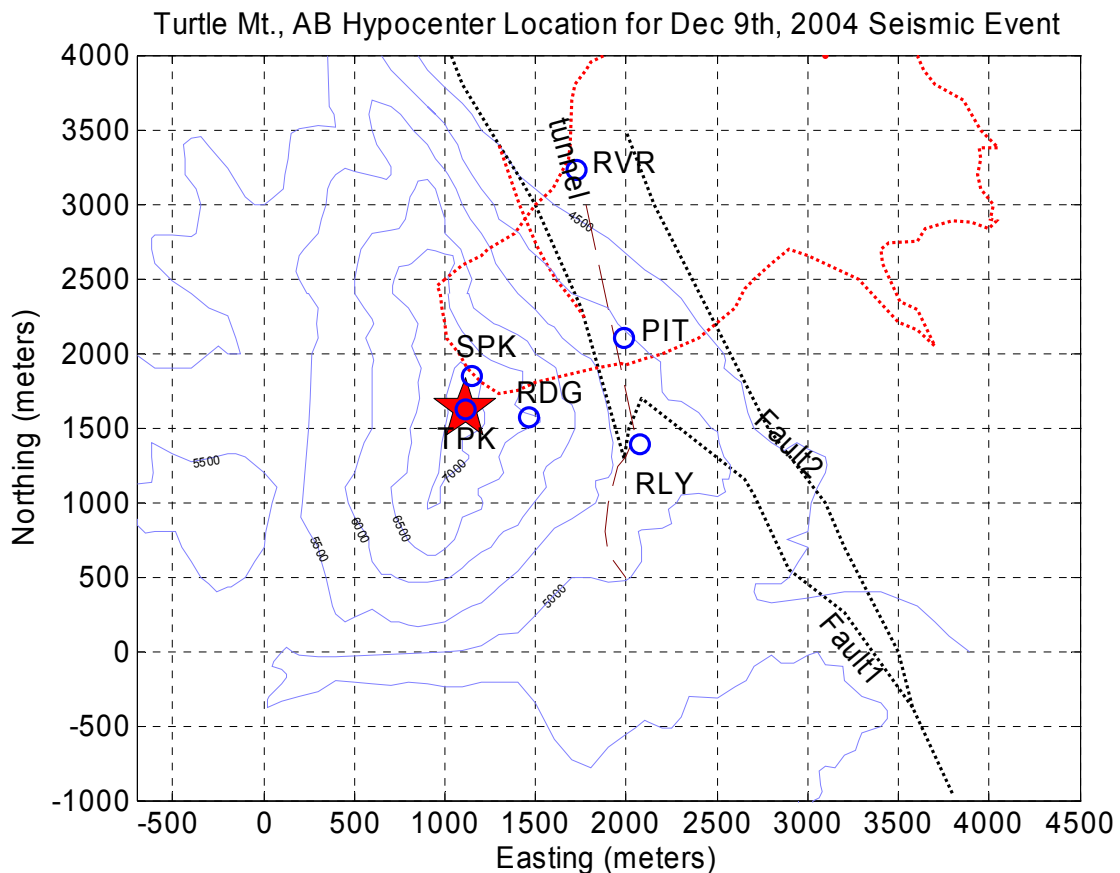 Turtle Mt., AB Hypocenter Location for Dec 9th, 2004 Seismic Event
4000
3500
3000
2500
2000
1500
1000
500
0
-500
-1000
Northing (meters)
tunnel
RVR
4500
PIT
SPK
RDG
TPK
RLY
Fault2
7000
5500
6500
6000
5500
5000
Fault1
-500
0
500
1000
1500
2000
2500
3000
3500
4000
4500
Easting (meters)